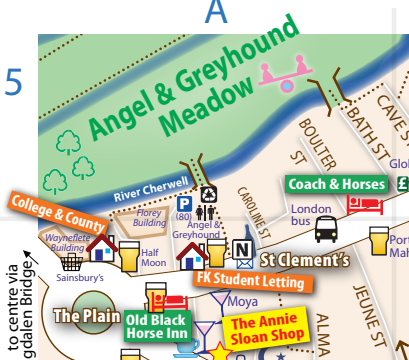 A
5
Angel & Greyhound
Meadow
BOULTER
ST
BATH ST
CAVE ST
Glo
£
Coach & Horses
River Cherwell
P
(80)
CAROLINE ST
College & County
Florey
Building
Angel &
Greyhound
London
bus
Wayneflete
Building
Half
Moon
N
St Clement's
Port
Mah
Sainsbury's
FK Student Letting
to centre via
gdalen Bridge
The Plain
Old Black
Horse Inn
Moya
The Annie
Sloan Shop
ALMA
JEUNE ST